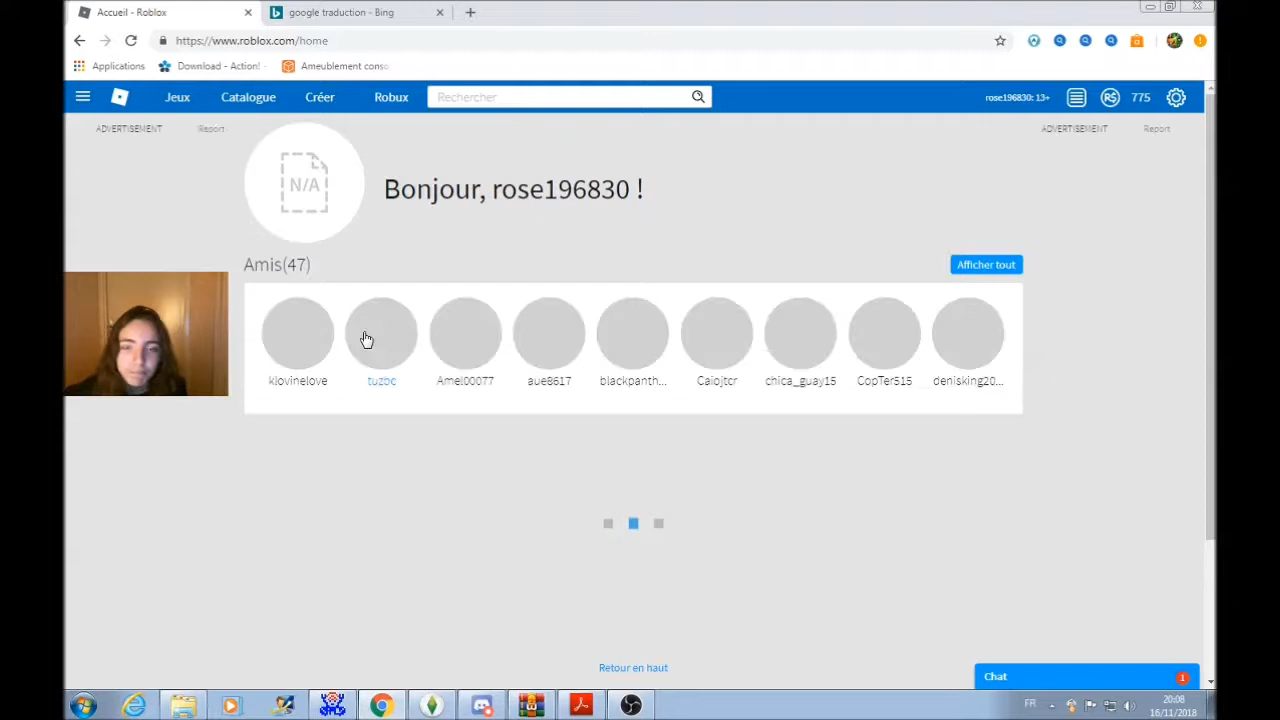 Accueil - Roblox
google traduction - Bing
https://www.roblox.com/home
Applications
Download - Action!
Ameublement conso
Jeux
Catalogue
Créer
Robux
Rechercher
rose196830: 13+
R$
775
ADVERTISEMENT
Report
ADVERTISEMENT
Report
N/A
Bonjour, rose196830 !
Amis(47)
Afficher tout
klovinelove
tuzbc
Amel00077
aue8617
blackpanth...
Caiojtcr
chica_guay15
CopTer515
denisking20...
Retour en haut
Chat
1
FR
20:08
16/11/2018